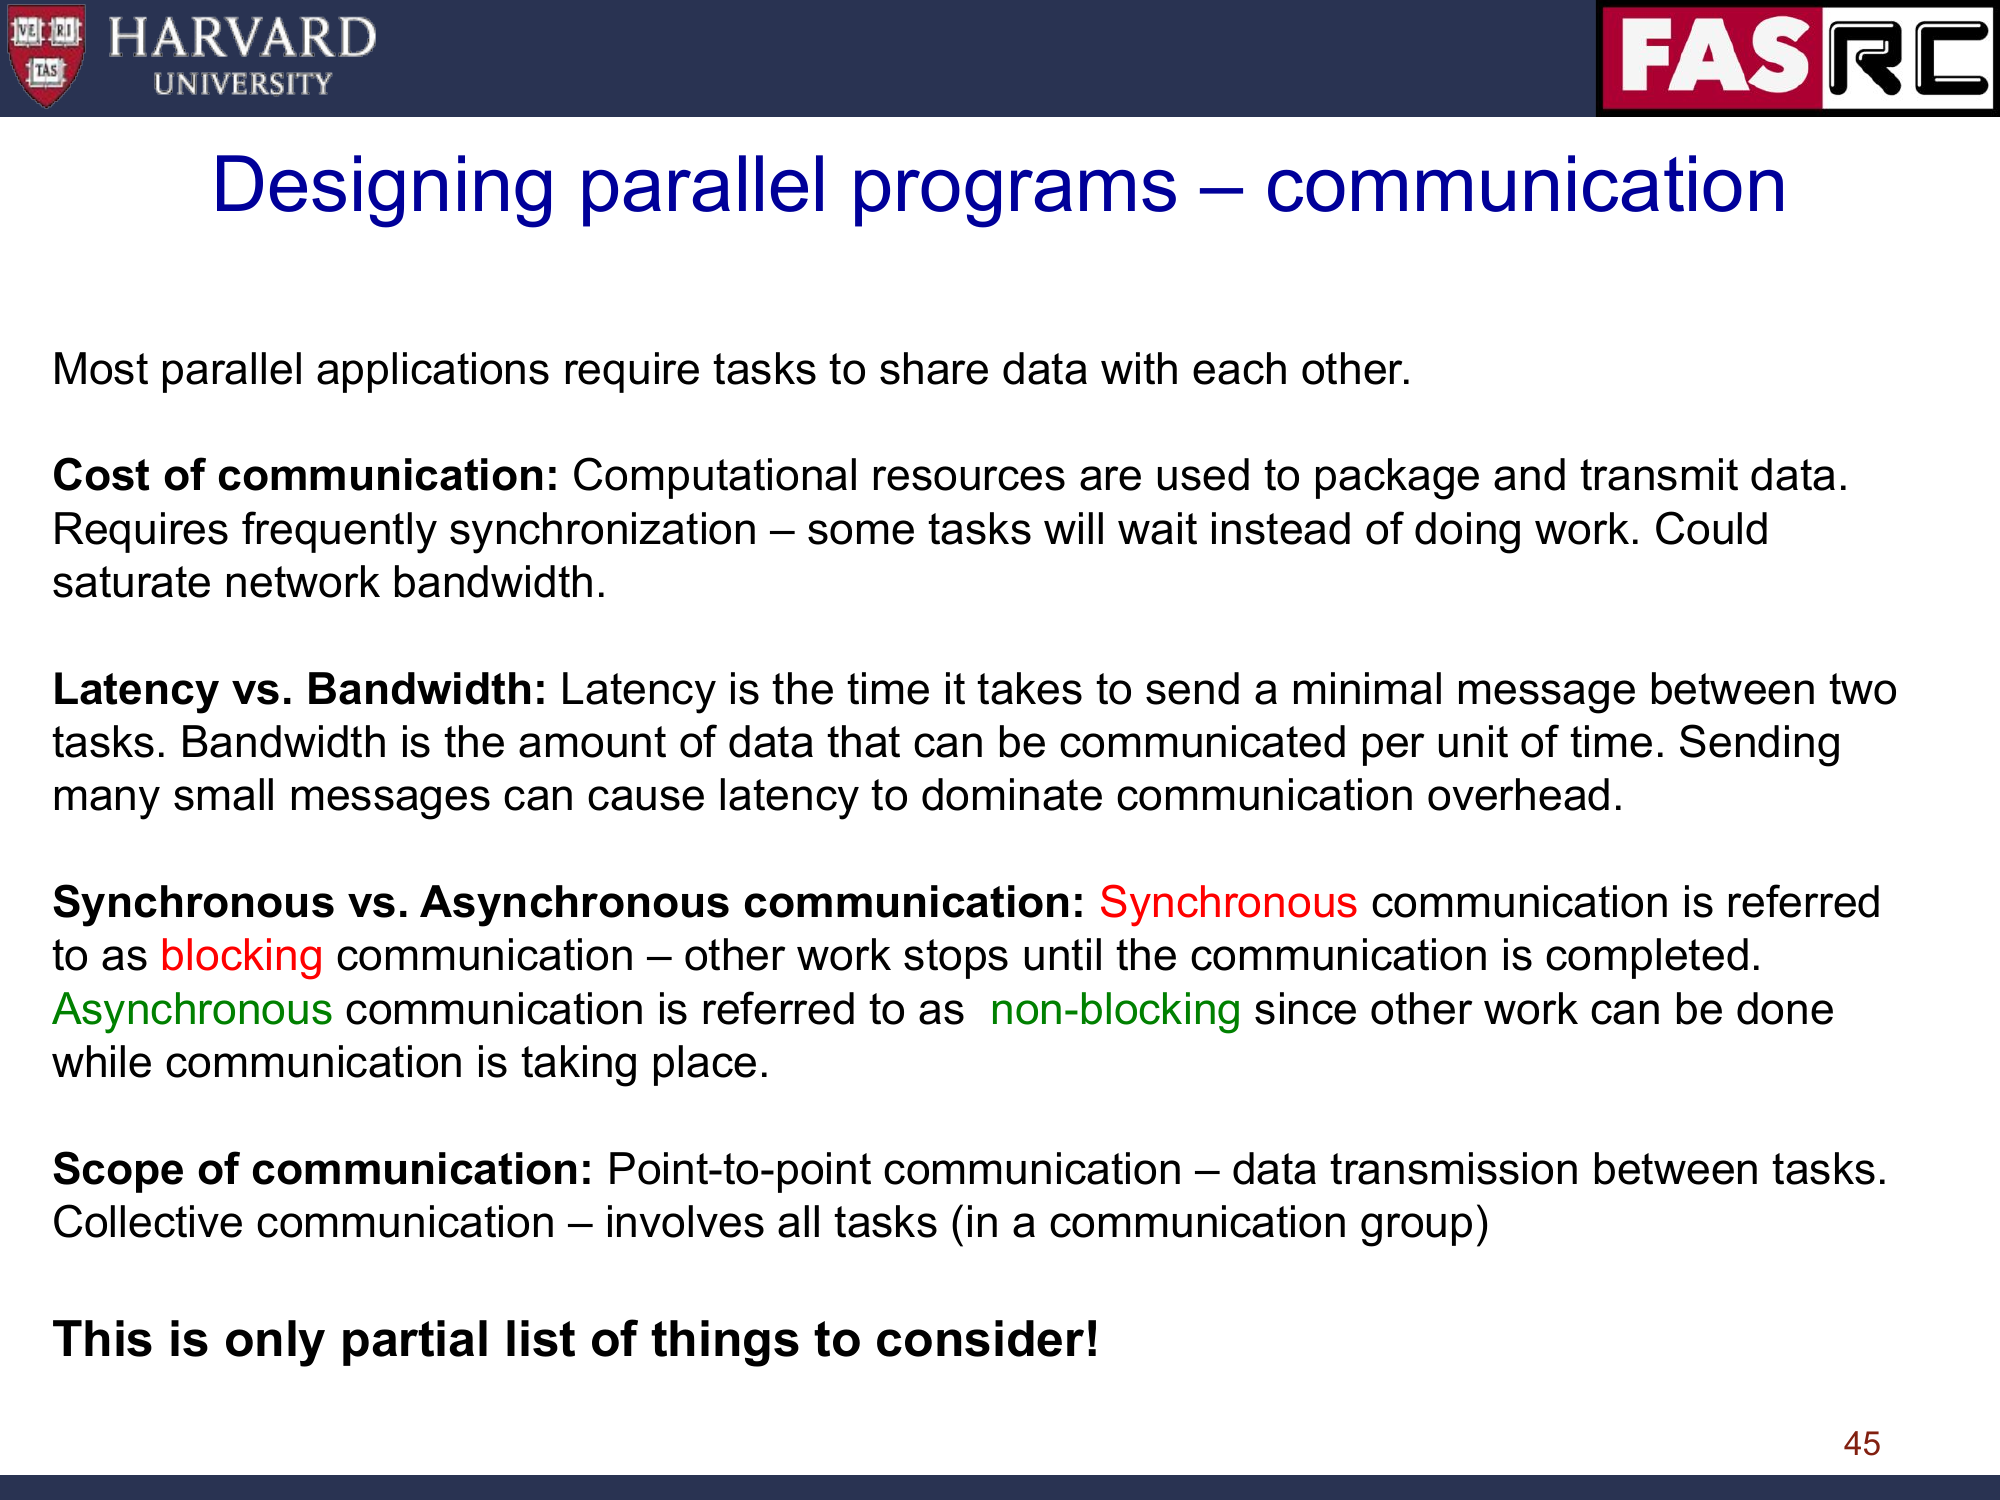 VE RI
TAS
HARVARD
UNIVERSITY
FAS RC
Designing parallel programs – communication
Most parallel applications require tasks to share data with each other.
Cost of communication: Computational resources are used to package and transmit data.
Requires frequently synchronization – some tasks will wait instead of doing work. Could
saturate network bandwidth.
Latency vs. Bandwidth: Latency is the time it takes to send a minimal message between two
tasks. Bandwidth is the amount of data that can be communicated per unit of time. Sending
many small messages can cause latency to dominate communication overhead.
Synchronous vs. Asynchronous communication: Synchronous communication is referred
to as blocking communication – other work stops until the communication is completed.
Asynchronous communication is referred to as  non-blocking since other work can be done
while communication is taking place.
Scope of communication: Point-to-point communication – data transmission between tasks.
Collective communication – involves all tasks (in a communication group)
This is only partial list of things to consider!
45